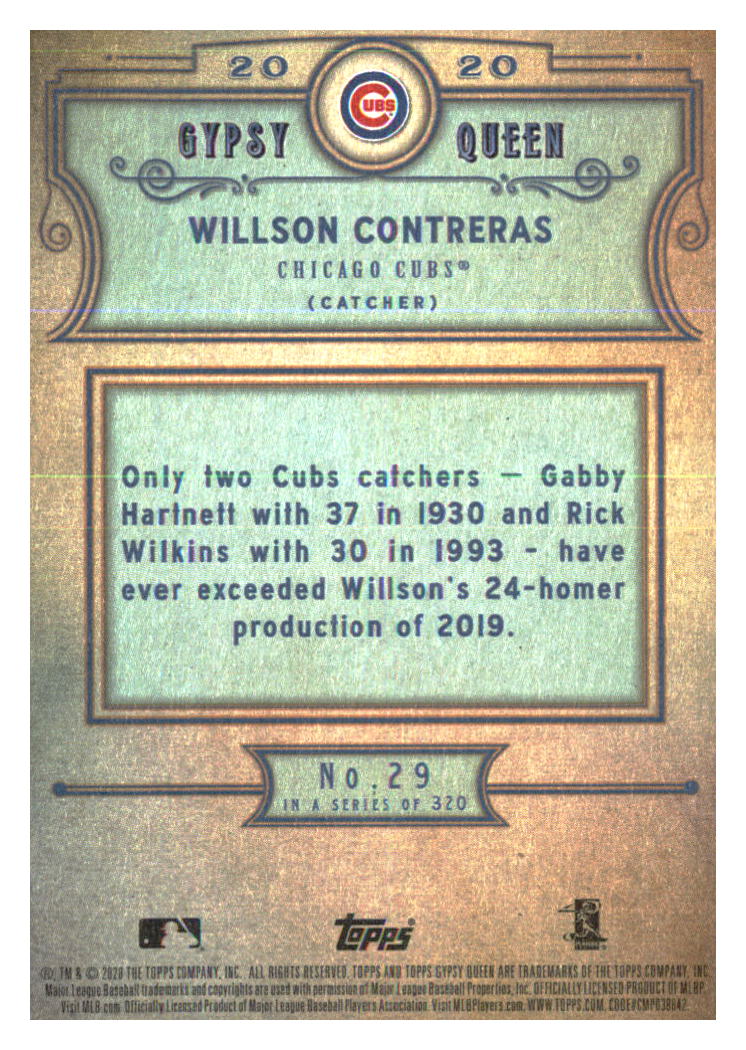 20 20
CUBS
GYPSY QUEEN
WILLSON CONTRERAS
CHICAGO CUBS®
(CATCHER)
Only two Cubs catchers — Gabby
Hartnett with 37 in 1930 and Rick
Wilkins with 30 in 1993 - have
ever exceeded Willson's 24-homer
production of 2019.
No. 29
IN A SERIES OF 320
Topps®
®, TM & © 2020 THE TOPPS COMPANY, INC. ALL RIGHTS RESERVED. TOPPS AND TOPPS GYPSY QUEEN ARE TRADEMARKS OF THE TOPPS COMPANY, INC.
Major League Baseball trademarks and copyrights are used with permission of Major League Baseball Properties, Inc. OFFICIALLY LICENSED PRODUCT OF MLBP.
Visit MLB.com. Officially Licensed Product of Major League Baseball Players Association. Visit MLBPlayers.com. WWW.TOPPS.COM. CODE#CMP038642.